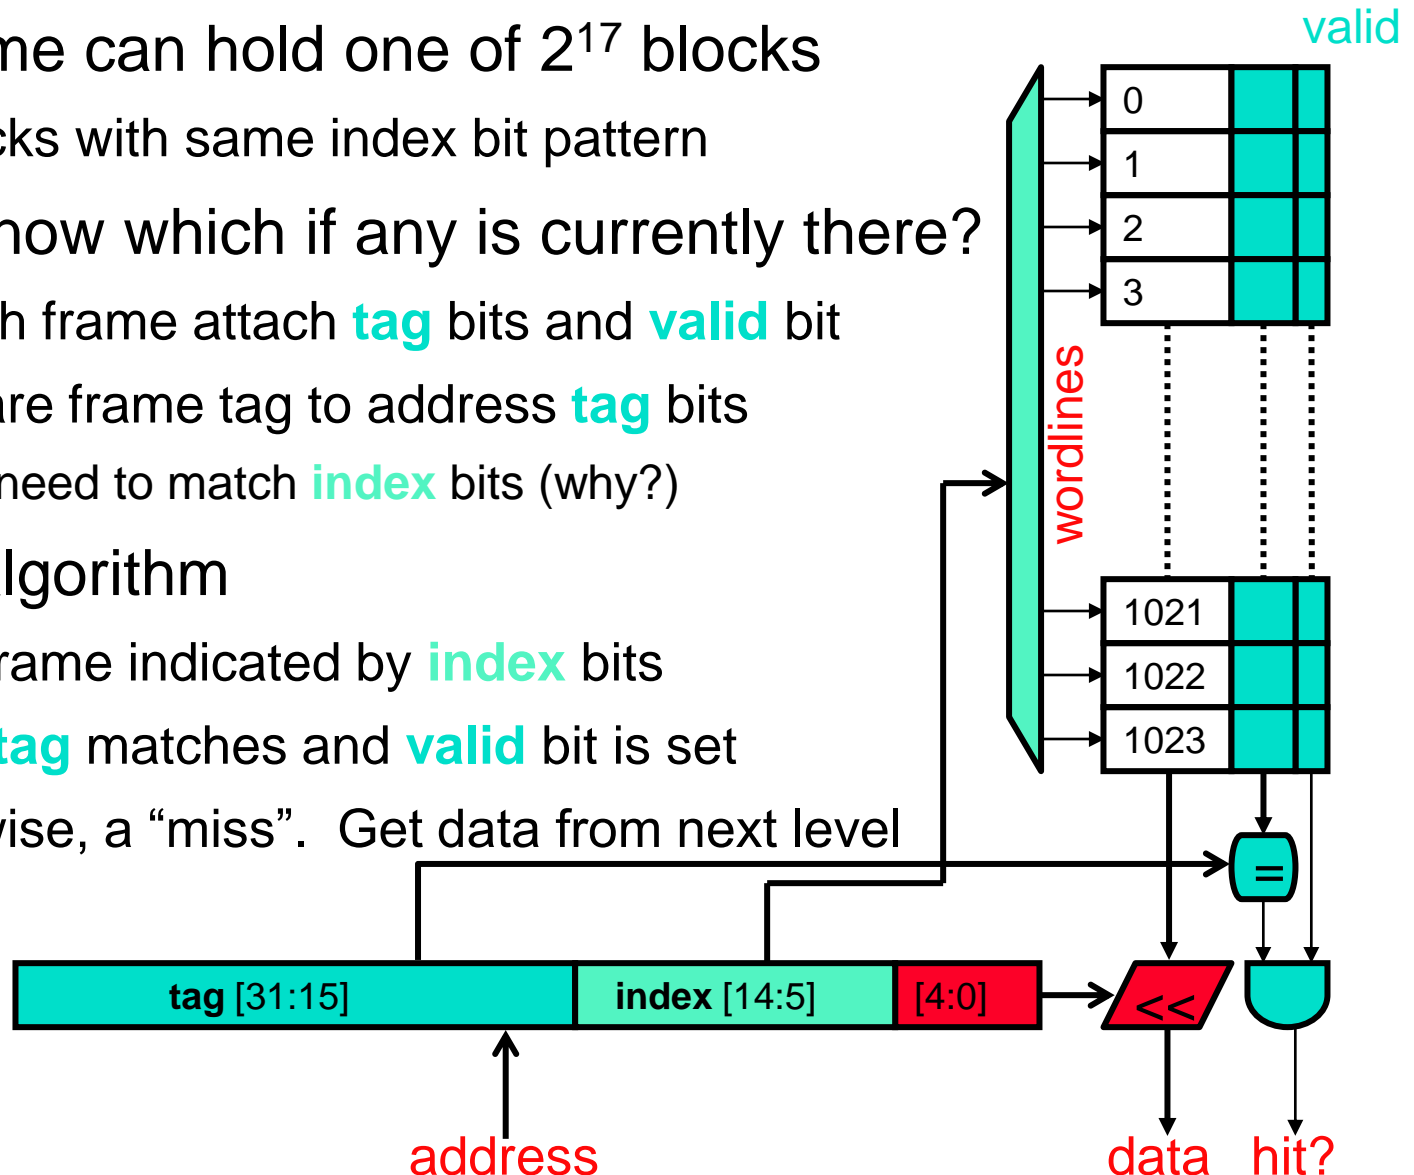 valid
me can hold one of 2¹⁷ blocks
cks with same index bit pattern
now which if any is currently there?
h frame attach tag bits and valid bit
are frame tag to address tag bits
need to match index bits (why?)
lgorithm
rame indicated by index bits
tag matches and valid bit is set
wise, a “miss”. Get data from next level
0
1
2
3
wordlines
1021
1022
1023
=
tag [31:15]
index [14:5]
[4:0]
<<
address
data
hit?